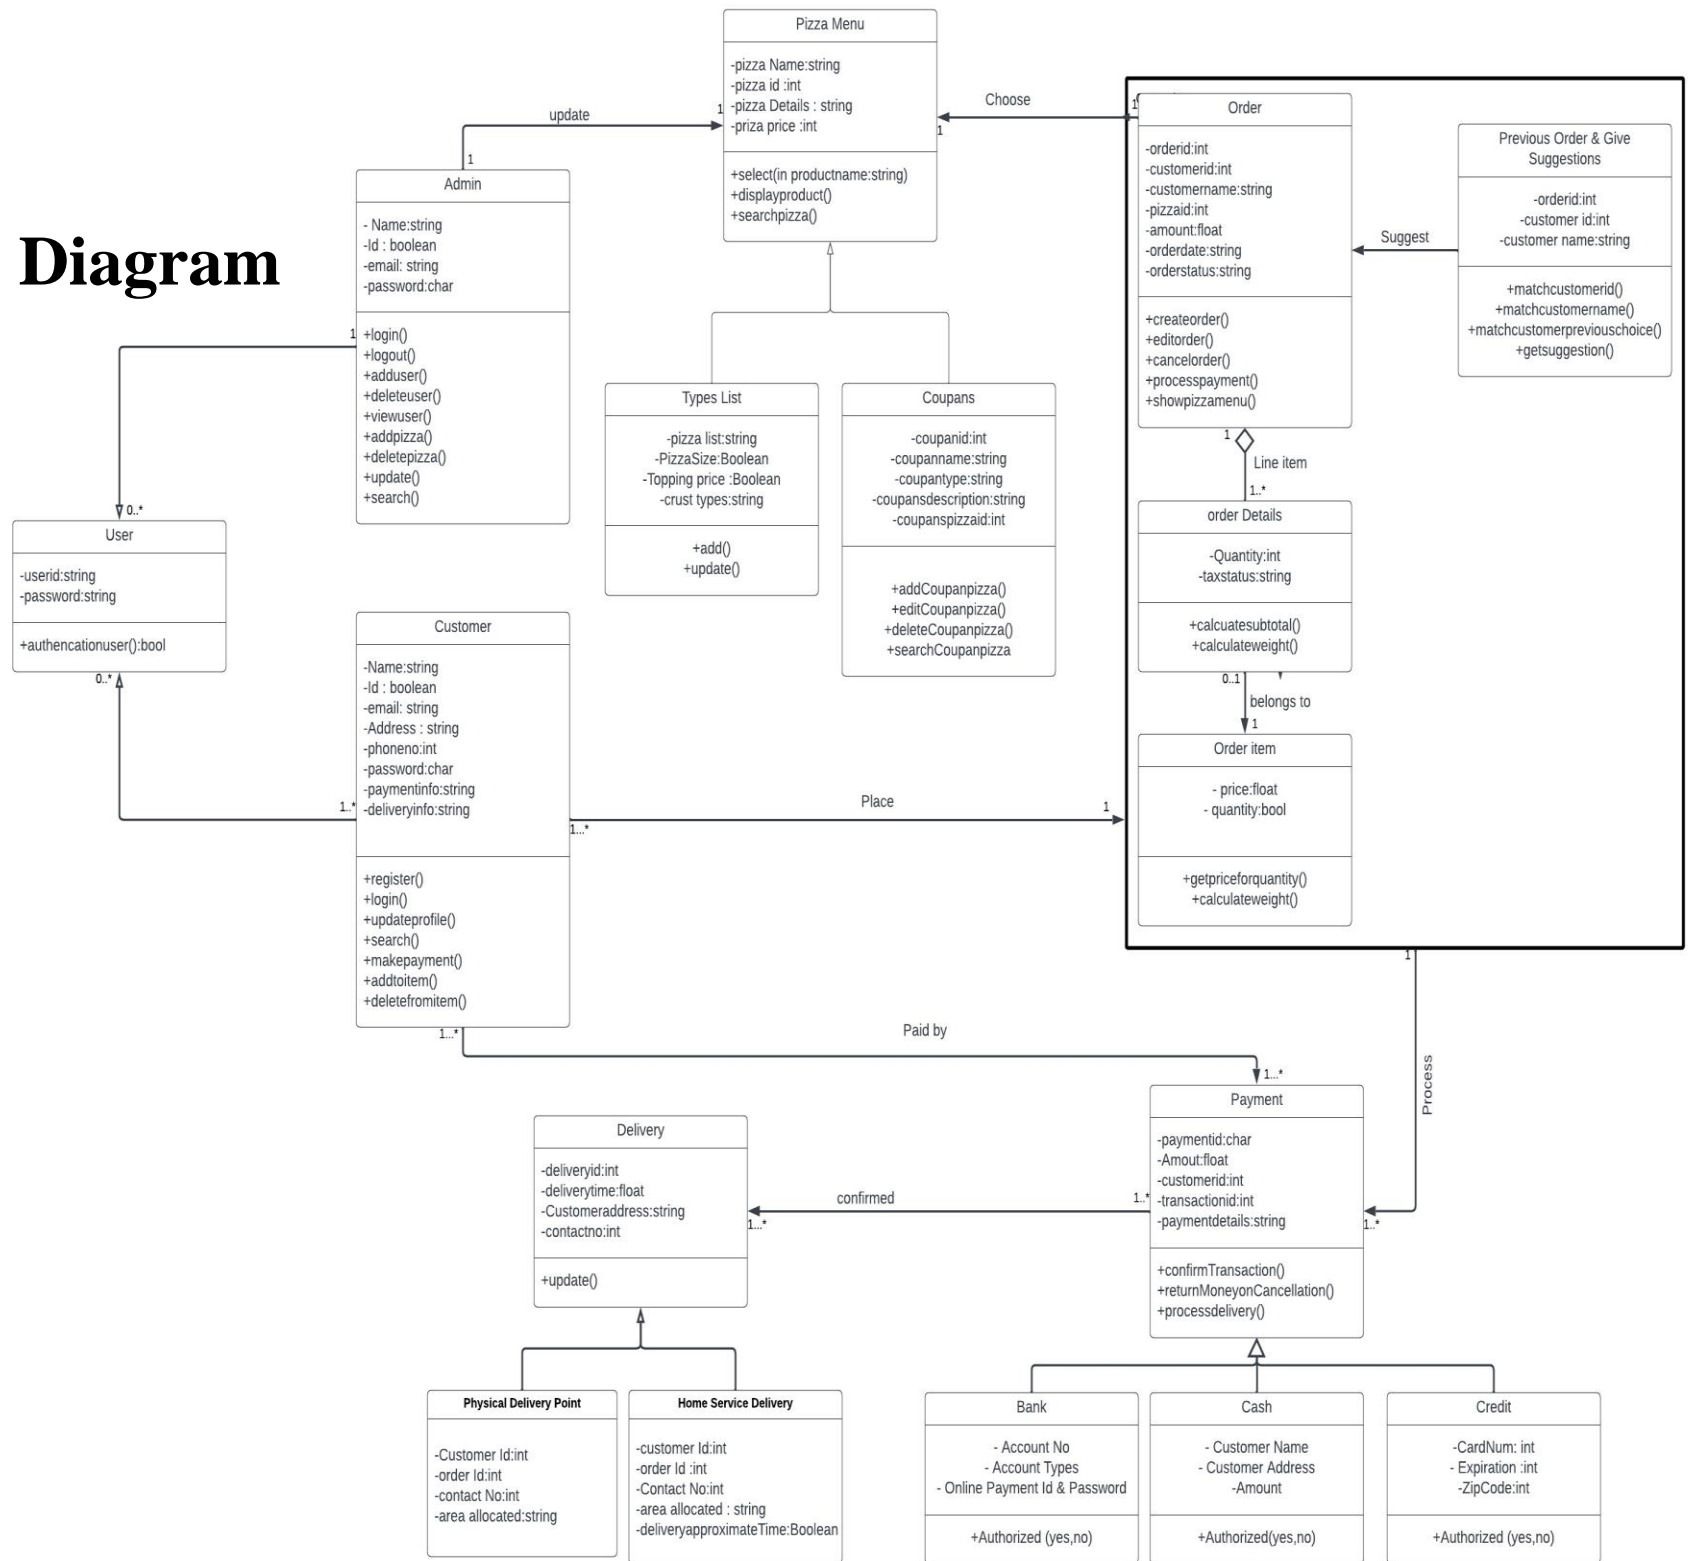 Diagram
Pizza Menu
-pizza Name:string
-pizza id :int
-pizza Details : string
-priza price :int
+select(in productname:string)
+displayproduct()
+searchpizza()
update
1
1
Choose
1
1
Admin
- Name:string
-Id : boolean
-email: string
-password:char
+login()
+logout()
+adduser()
+deleteuser()
+viewuser()
+addpizza()
+deletepizza()
+update()
+search()
1
0..*
User
-userid:string
-password:string
+authencationuser():bool
0..*
1..*
Types List
-pizza list:string
-PizzaSize:Boolean
-Topping price :Boolean
-crust types:string
+add()
+update()
Coupans
-coupanid:int
-coupanname:string
-coupantype:string
-coupansdescription:string
-coupanspizzaid:int
+addCoupanpizza()
+editCoupanpizza()
+deleteCoupanpizza()
+searchCoupanpizza
Order
-orderid:int
-customerid:int
-customername:string
-pizzaid:int
-amount:float
-orderdate:string
-orderstatus:string
+createorder()
+editorder()
+cancelorder()
+processpayment()
+showpizzamenu()
Suggest
Previous Order & Give
Suggestions
-orderid:int
-customer id:int
-customer name:string
+matchcustomerid()
+matchcustomername()
+matchcustomerpreviouschoice()
+getsuggestion()
1
Line item
1..*
order Details
-Quantity:int
-taxstatus:string
+calcuatesubtotal()
+calculateweight()
0..1
belongs to
1
Order item
- price:float
- quantity:bool
+getpriceforquantity()
+calculateweight()
Customer
-Name:string
-Id : boolean
-email: string
-Address : string
-phoneno:int
-password:char
-paymentinfo:string
-deliveryinfo:string
+register()
+login()
+updateprofile()
+search()
+makepayment()
+addtoitem()
+deletefromitem()
1...*
Place
1
1...*
Paid by
1...*
1
Process
1..*
Payment
-paymentid:char
-Amout:float
-customerid:int
-transactionid:int
-paymentdetails:string
+confirmTransaction()
+returnMoneyonCancellation()
+processdelivery()
1..*
confirmed
1...*
Delivery
-deliveryid:int
-deliverytime:float
-Customeraddress:string
-contactno:int
+update()
Physical Delivery Point
-Customer Id:int
-order Id:int
-contact No:int
-area allocated:string
Home Service Delivery
-customer Id:int
-order Id :int
-Contact No:int
-area allocated : string
-deliveryapproximateTime:Boolean
Bank
- Account No
- Account Types
- Online Payment Id & Password
+Authorized (yes,no)
Cash
- Customer Name
- Customer Address
-Amount
+Authorized(yes,no)
Credit
-CardNum: int
- Expiration :int
-ZipCode:int
+Authorized (yes,no)